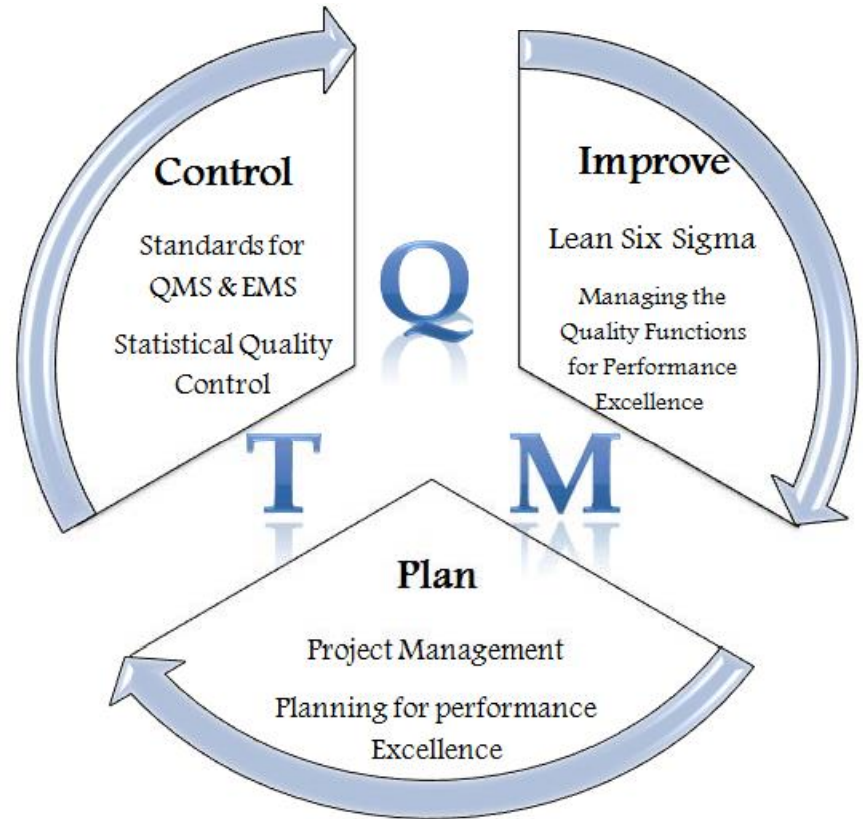 Control
Standards for
QMS & EMS
Statistical Quality
Control
Improve
Lean Six Sigma
Managing the
Quality Functions
for Performance
Excellence
Q
T M
Plan
Project Management
Planning for performance
Excellence